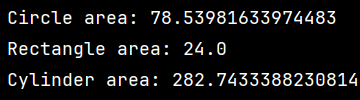 Circle area: 78.53981633974483
Rectangle area: 24.0
Cylinder area: 282.7433388230814